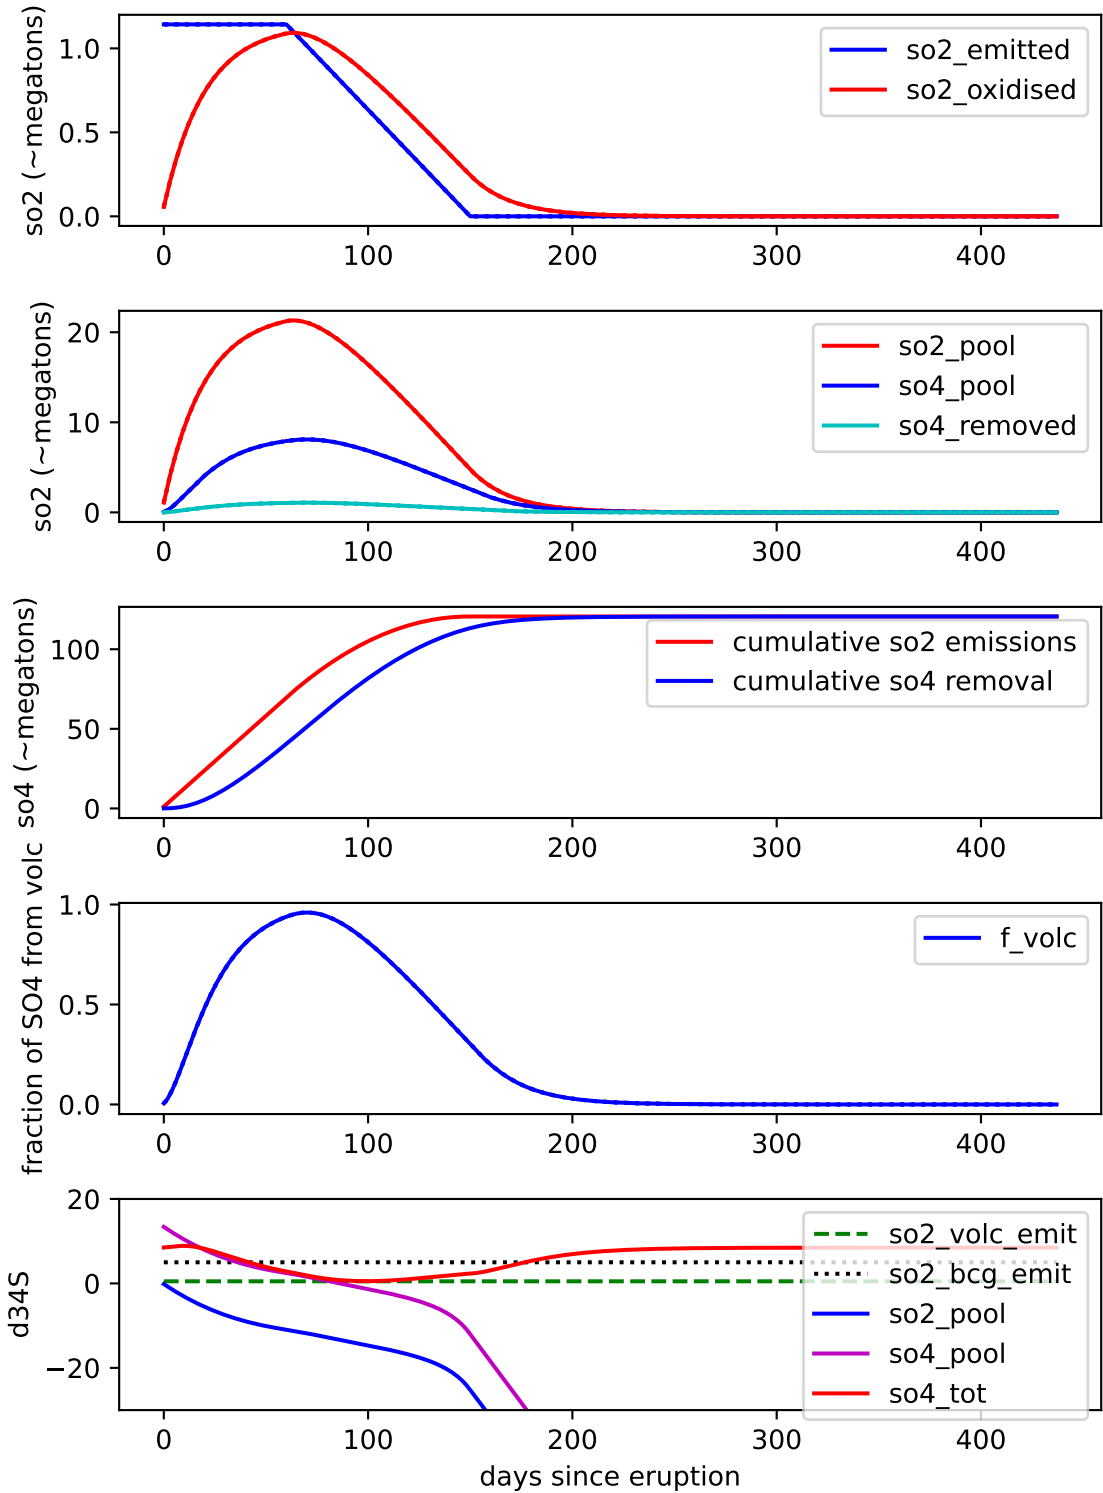 so2 (~megatons)
1.0
0.5
0.0
so2_emitted
so2_oxidised
0 100 200 300 400
so2 (~megatons)
20
10
0
so2_pool
so4_pool
so4_removed
0 100 200 300 400
so4 (~megatons)
100
50
0
cumulative so2 emissions
cumulative so4 removal
0 100 200 300 400
fraction of SO4 from volc
1.0
0.5
0.0
f_volc
0 100 200 300 400
d34S
20
0
−20
so2_volc_emit
so2_bcg_emit
so2_pool
so4_pool
so4_tot
0 100 200 300 400
days since eruption